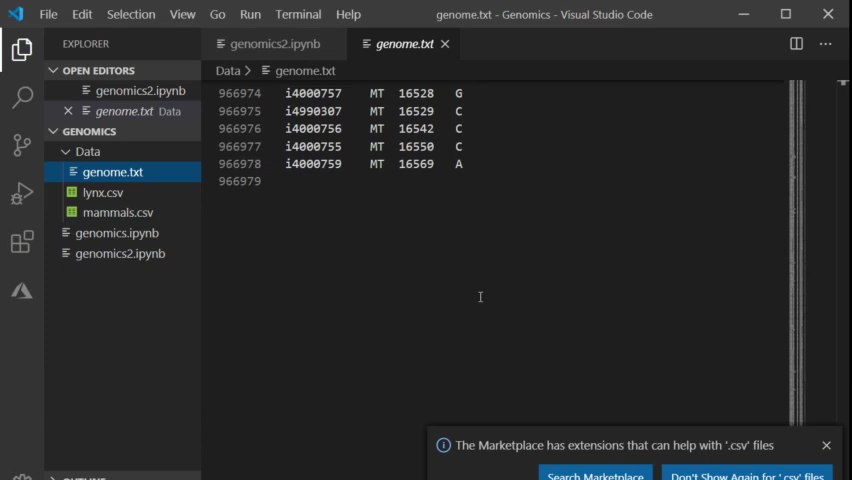 File Edit Selection View Go Run Terminal Help genome.txt - Genomics - Visual Studio Code
EXPLORER
OPEN EDITORS
genomics2.ipynb
genome.txt Data
GENOMICS
Data
genome.txt
lynx.csv
mammals.csv
genomics.ipynb
genomics2.ipynb
OUTLINE
genomics2.ipynb genome.txt
Data > genome.txt
966974 i4000757 MT 16528 G
966975 i4990307 MT 16529 C
966976 i4000756 MT 16542 C
966977 i4000755 MT 16550 C
966978 i4000759 MT 16569 A
966979
The Marketplace has extensions that can help with '.csv' files
Search Marketplace Don't Show Again for '.csv' files